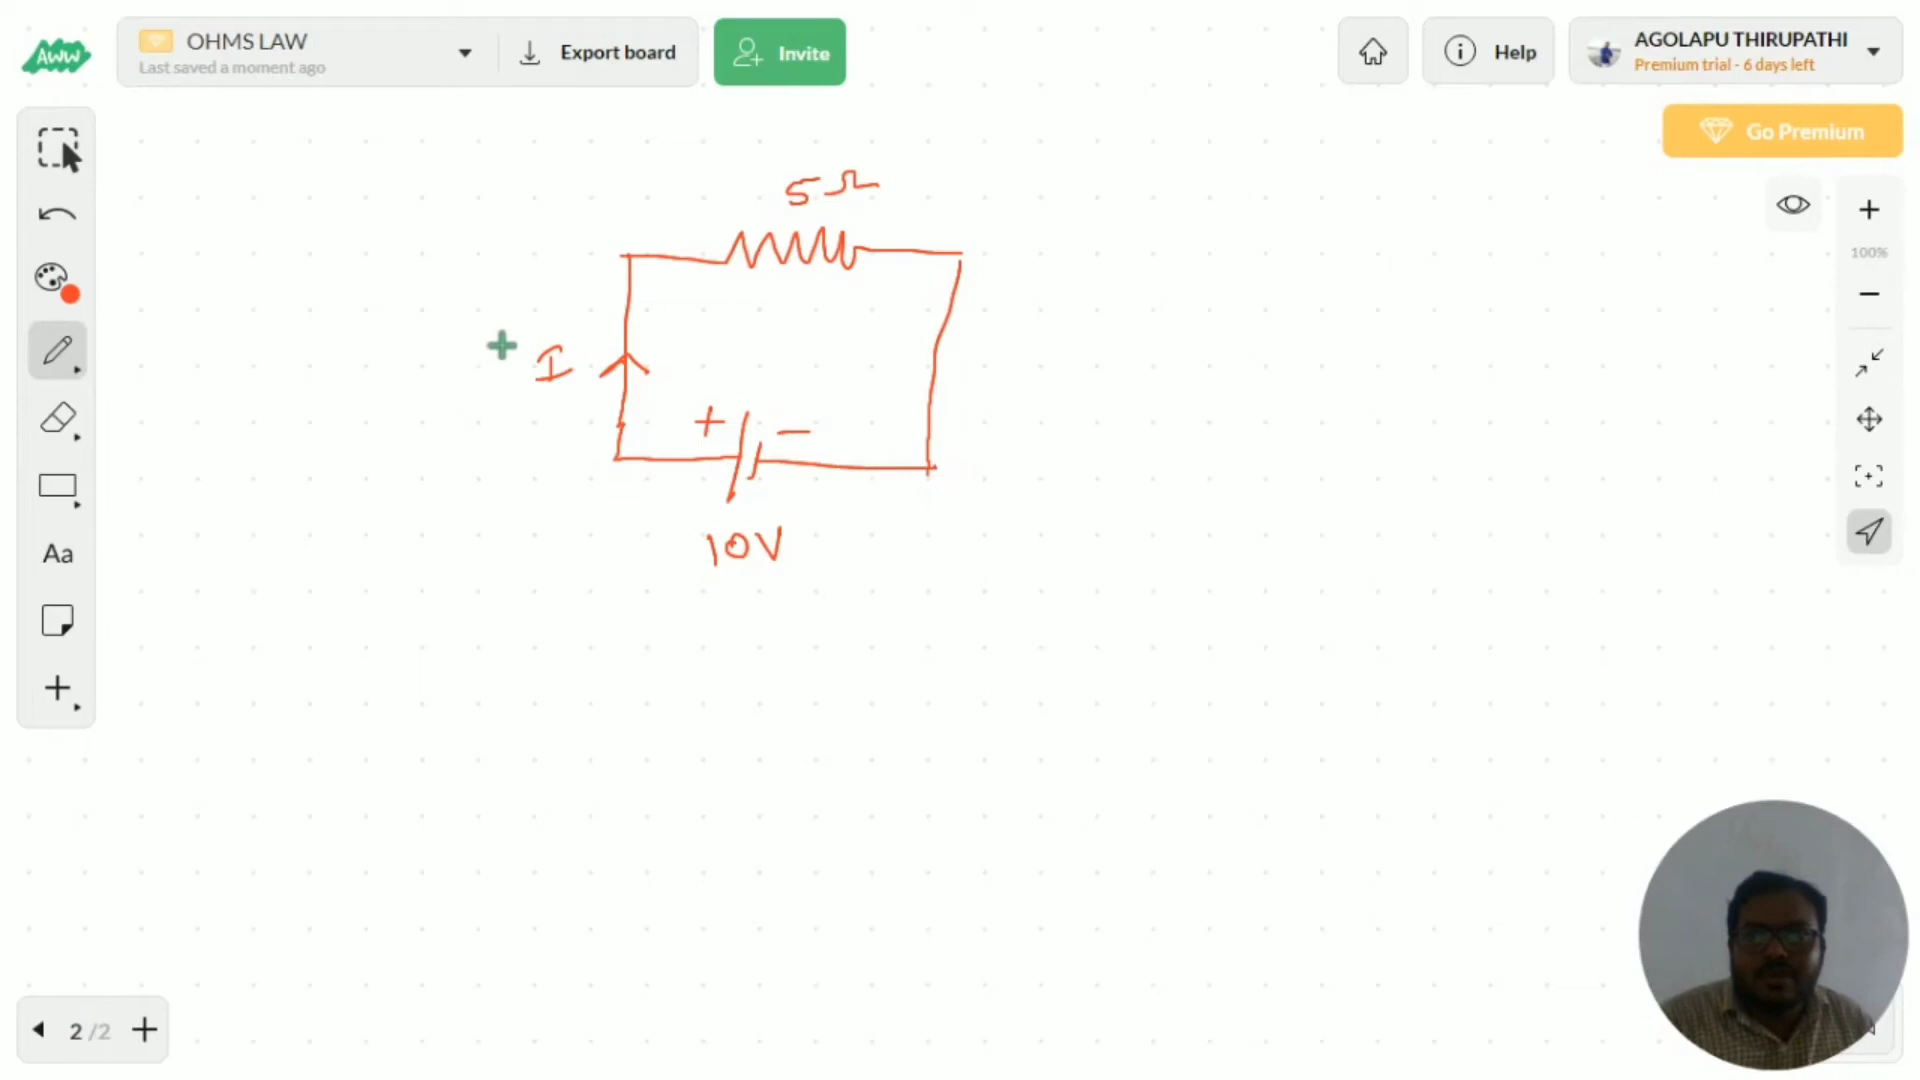 AWW
OHMS LAW
Last saved a moment ago
Export board
Invite
Help
AGOLAPU THIRUPATHI
Premium trial - 6 days left
Go Premium
100%
5Ω
I
+ −
10V
Aa
2 /2